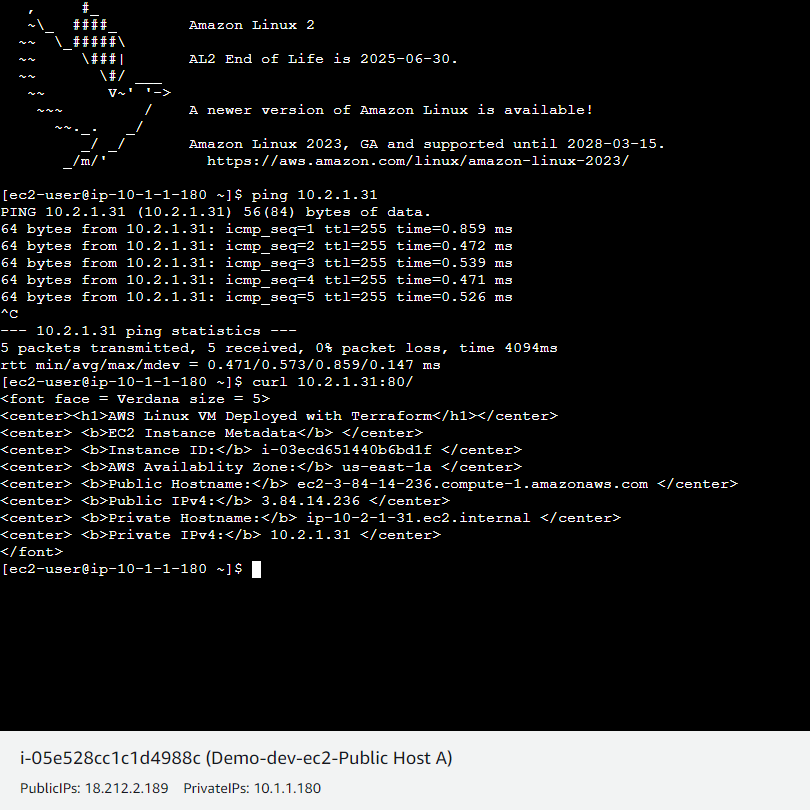 ,     #_
   ~\_  ####_        Amazon Linux 2
  ~~  \_#####\
  ~~     \###|       AL2 End of Life is 2025-06-30.
  ~~       \#/ ___
   ~~       V~' '->
    ~~~         /    A newer version of Amazon Linux is available!
      ~~._.   _/
         _/ _/       Amazon Linux 2023, GA and supported until 2028-03-15.
       _/m/'           https://aws.amazon.com/linux/amazon-linux-2023/
[ec2-user@ip-10-1-1-180 ~]$ ping 10.2.1.31
PING 10.2.1.31 (10.2.1.31) 56(84) bytes of data.
64 bytes from 10.2.1.31: icmp_seq=1 ttl=255 time=0.859 ms
64 bytes from 10.2.1.31: icmp_seq=2 ttl=255 time=0.472 ms
64 bytes from 10.2.1.31: icmp_seq=3 ttl=255 time=0.539 ms
64 bytes from 10.2.1.31: icmp_seq=4 ttl=255 time=0.471 ms
64 bytes from 10.2.1.31: icmp_seq=5 ttl=255 time=0.526 ms
^C
--- 10.2.1.31 ping statistics ---
5 packets transmitted, 5 received, 0% packet loss, time 4094ms
rtt min/avg/max/mdev = 0.471/0.573/0.859/0.147 ms
[ec2-user@ip-10-1-1-180 ~]$ curl 10.2.1.31:80/
<font face = Verdana size = 5>
<center><h1>AWS Linux VM Deployed with Terraform</h1></center>
<center> <b>EC2 Instance Metadata</b> </center>
<center> <b>Instance ID:</b> i-03ecd651440b6bd1f </center>
<center> <b>AWS Availablity Zone:</b> us-east-1a </center>
<center> <b>Public Hostname:</b> ec2-3-84-14-236.compute-1.amazonaws.com </center>
<center> <b>Public IPv4:</b> 3.84.14.236 </center>
<center> <b>Private Hostname:</b> ip-10-2-1-31.ec2.internal </center>
<center> <b>Private IPv4:</b> 10.2.1.31 </center>
</font>
[ec2-user@ip-10-1-1-180 ~]$
i-05e528cc1c1d4988c (Demo-dev-ec2-Public Host A)
PublicIPs: 18.212.2.189 PrivateIPs: 10.1.1.180